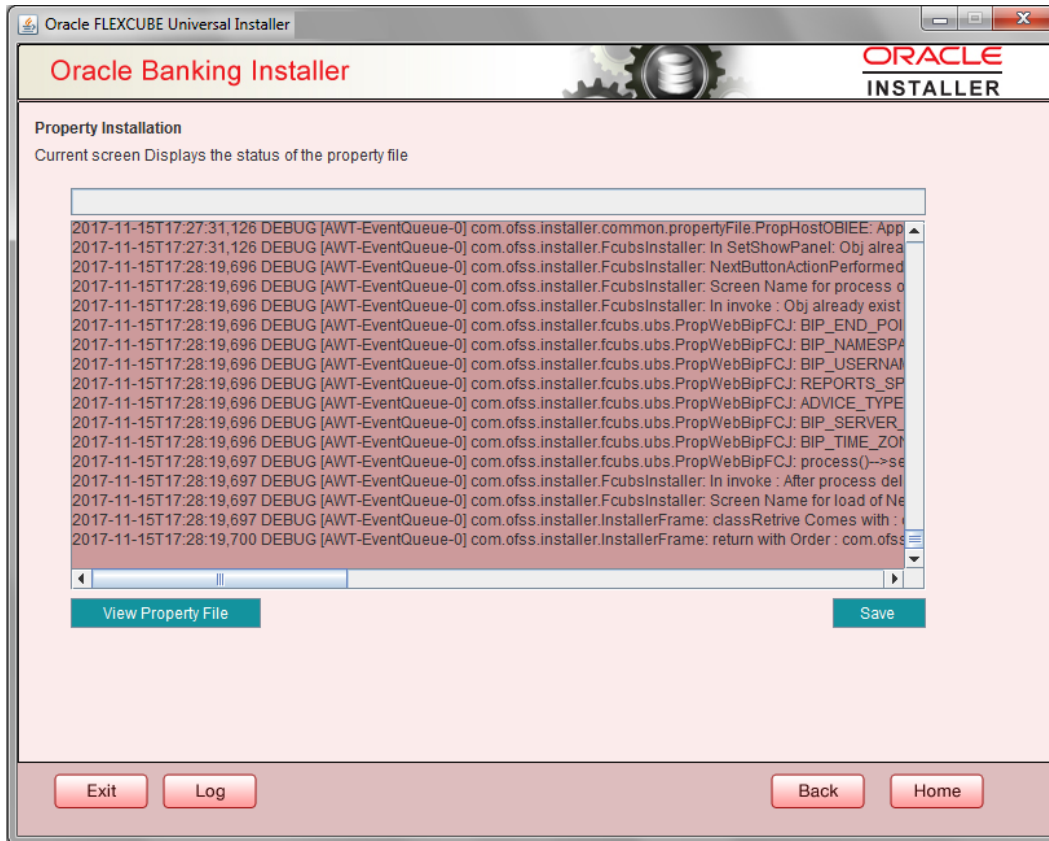 Oracle FLEXCUBE Universal Installer
Oracle Banking Installer
ORACLE
INSTALLER
Property Installation
Current screen Displays the status of the property file
2017-11-15T17:27:31,126 DEBUG [AWT-EventQueue-0] com.ofss.installer.common.propertyFile.PropHostOBIEE: App
2017-11-15T17:27:31,126 DEBUG [AWT-EventQueue-0] com.ofss.installer.FcubsInstaller: In SetShowPanel: Obj alrea
2017-11-15T17:28:19,696 DEBUG [AWT-EventQueue-0] com.ofss.installer.FcubsInstaller: NextButtonActionPerformed
2017-11-15T17:28:19,696 DEBUG [AWT-EventQueue-0] com.ofss.installer.FcubsInstaller: Screen Name for process o
2017-11-15T17:28:19,696 DEBUG [AWT-EventQueue-0] com.ofss.installer.FcubsInstaller: In invoke : Obj already exist
2017-11-15T17:28:19,696 DEBUG [AWT-EventQueue-0] com.ofss.installer.fcubs.ubs.PropWebBipFCJ: BIP_END_POI
2017-11-15T17:28:19,696 DEBUG [AWT-EventQueue-0] com.ofss.installer.fcubs.ubs.PropWebBipFCJ: BIP_NAMESPA
2017-11-15T17:28:19,696 DEBUG [AWT-EventQueue-0] com.ofss.installer.fcubs.ubs.PropWebBipFCJ: BIP_USERNAM
2017-11-15T17:28:19,696 DEBUG [AWT-EventQueue-0] com.ofss.installer.fcubs.ubs.PropWebBipFCJ: REPORTS_SP
2017-11-15T17:28:19,696 DEBUG [AWT-EventQueue-0] com.ofss.installer.fcubs.ubs.PropWebBipFCJ: ADVICE_TYPE
2017-11-15T17:28:19,696 DEBUG [AWT-EventQueue-0] com.ofss.installer.fcubs.ubs.PropWebBipFCJ: BIP_SERVER_
2017-11-15T17:28:19,696 DEBUG [AWT-EventQueue-0] com.ofss.installer.fcubs.ubs.PropWebBipFCJ: BIP_TIME_ZON
2017-11-15T17:28:19,697 DEBUG [AWT-EventQueue-0] com.ofss.installer.fcubs.ubs.PropWebBipFCJ: process()-->se
2017-11-15T17:28:19,697 DEBUG [AWT-EventQueue-0] com.ofss.installer.FcubsInstaller: In invoke : After process del
2017-11-15T17:28:19,697 DEBUG [AWT-EventQueue-0] com.ofss.installer.FcubsInstaller: Screen Name for load of Ne
2017-11-15T17:28:19,697 DEBUG [AWT-EventQueue-0] com.ofss.installer.InstallerFrame: classRetrive Comes with :
2017-11-15T17:28:19,700 DEBUG [AWT-EventQueue-0] com.ofss.installer.InstallerFrame: return with Order : com.ofss
View Property File
Save
Exit
Log
Back
Home